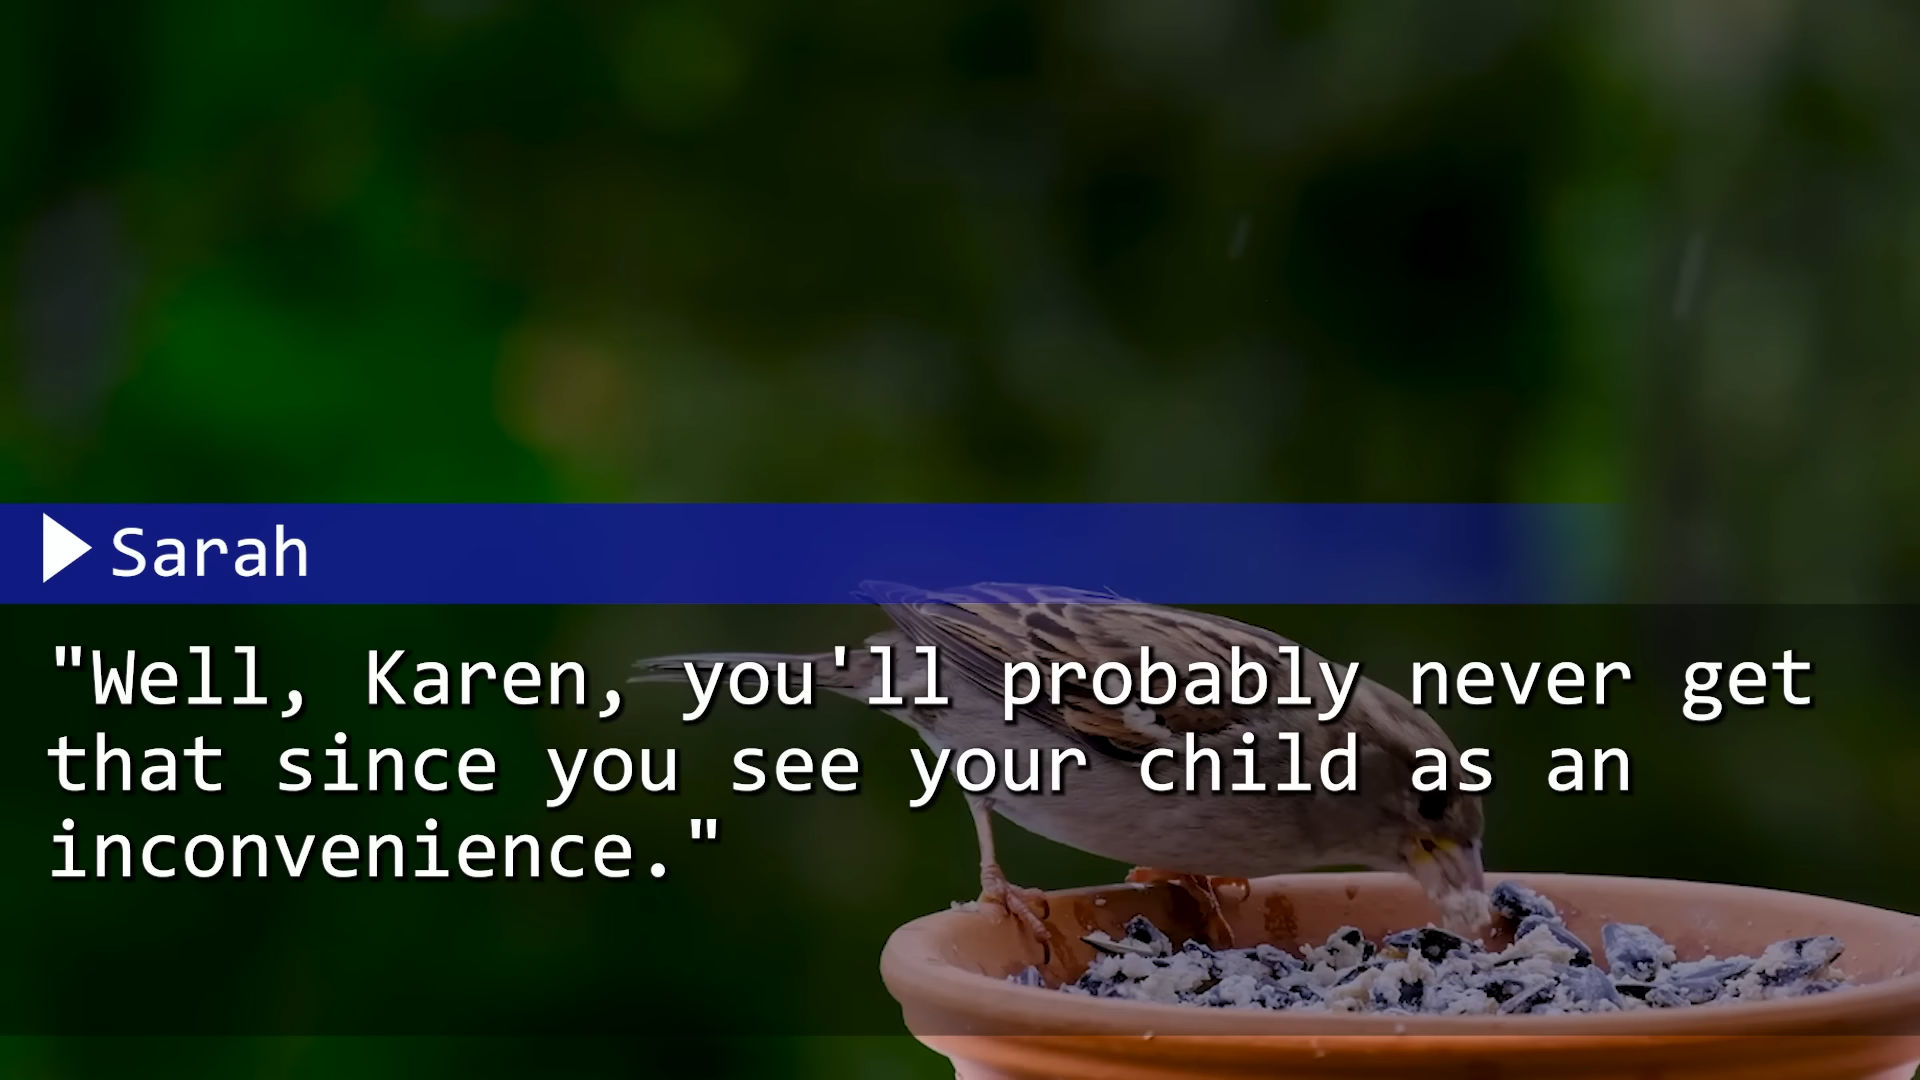 Sarah
"Well, Karen, you'll probably never get
that since you see your child as an
inconvenience."